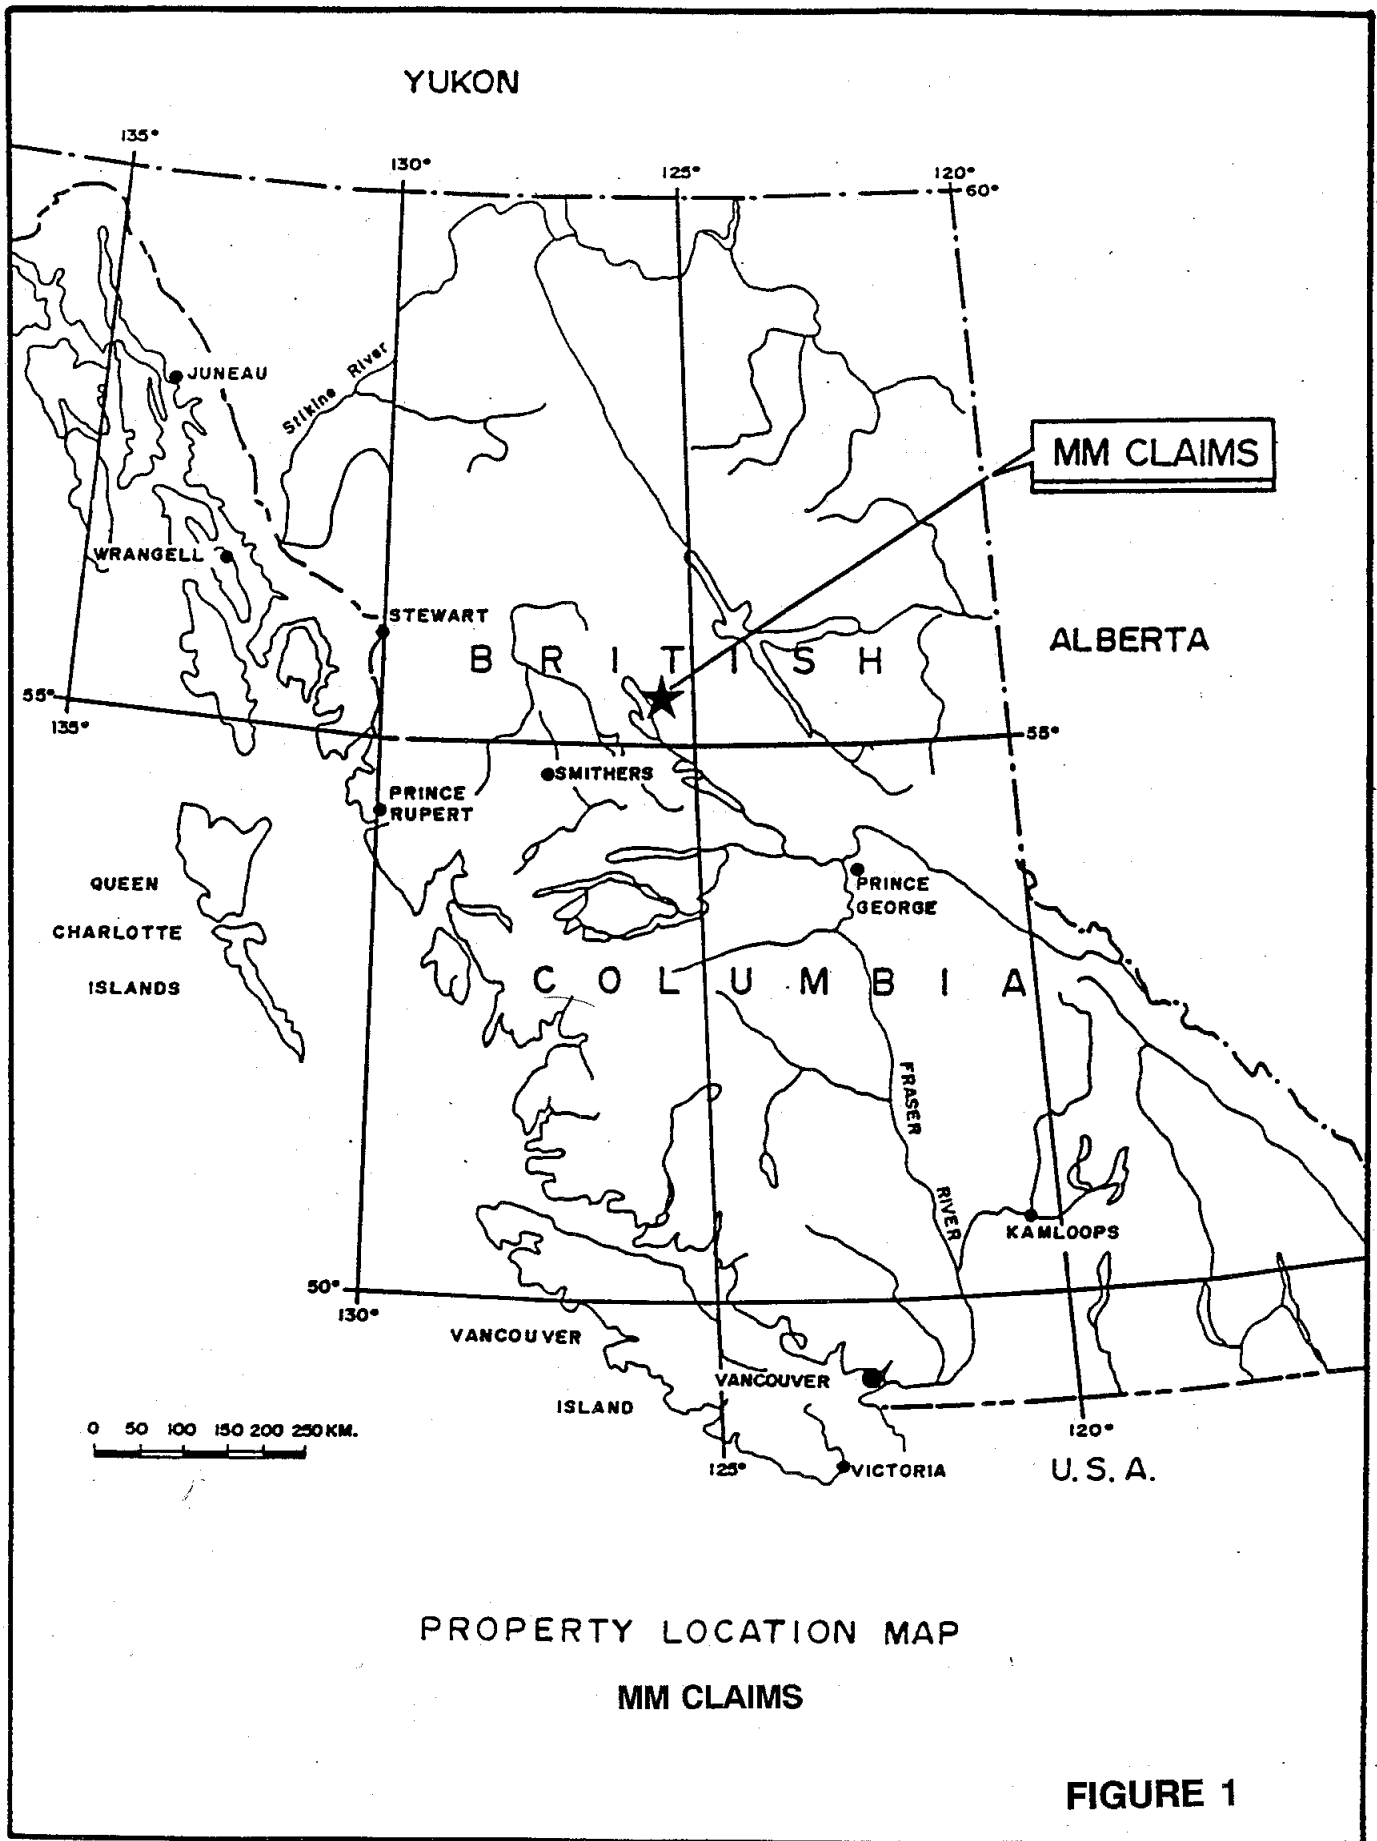 YUKON
135°
130°
125°
120°
60°
JUNEAU
Stikine River
MM CLAIMS
WRANGELL
STEWART
BRITISH
ALBERTA
55°
135°
55°
SMITHERS
PRINCE
RUPERT
QUEEN
CHARLOTTE
ISLANDS
PRINCE
GEORGE
COLUMBIA
FRASER
RIVER
KAMLOOPS
50°
130°
VANCOUVER
ISLAND
VANCOUVER
0 50 100 150 200 250 KM.
120°
125°
VICTORIA
U.S.A.
PROPERTY LOCATION MAP
MM CLAIMS
FIGURE 1